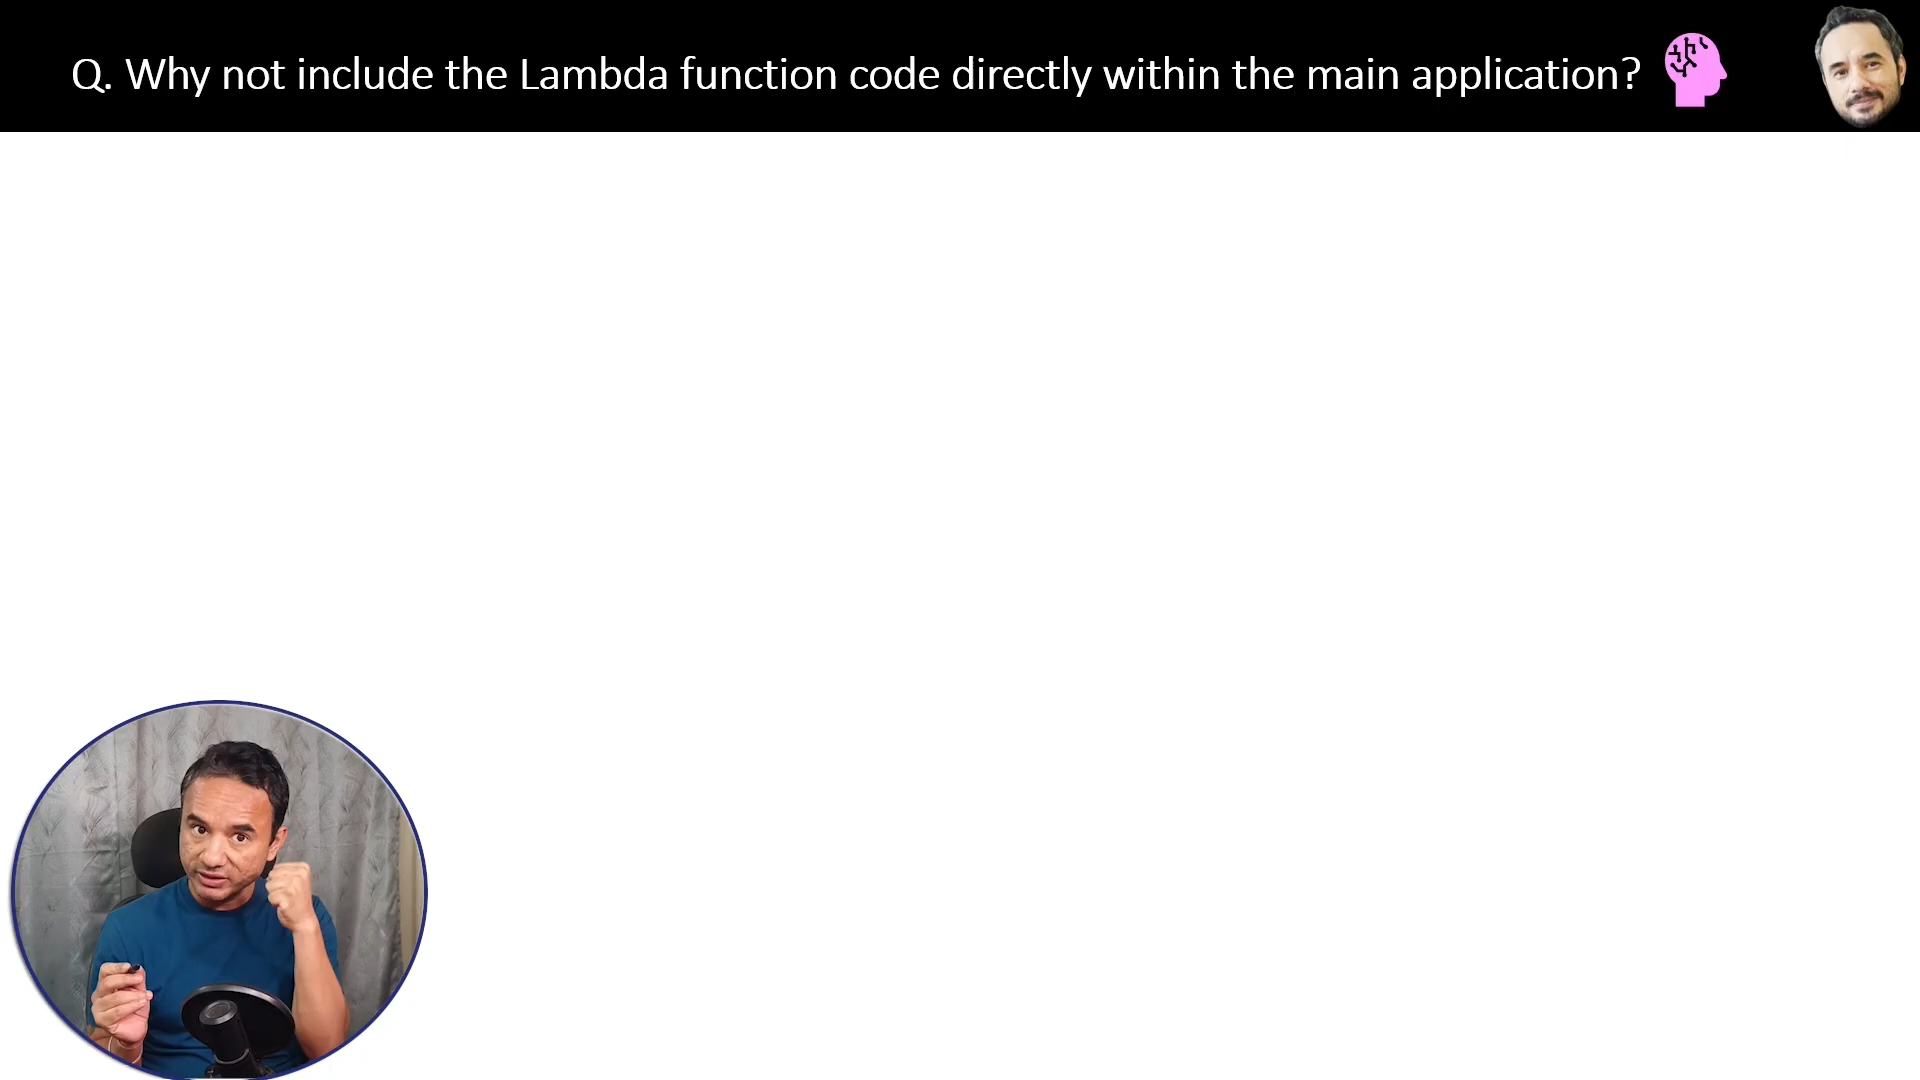 Q. Why not include the Lambda function code directly within the main application?